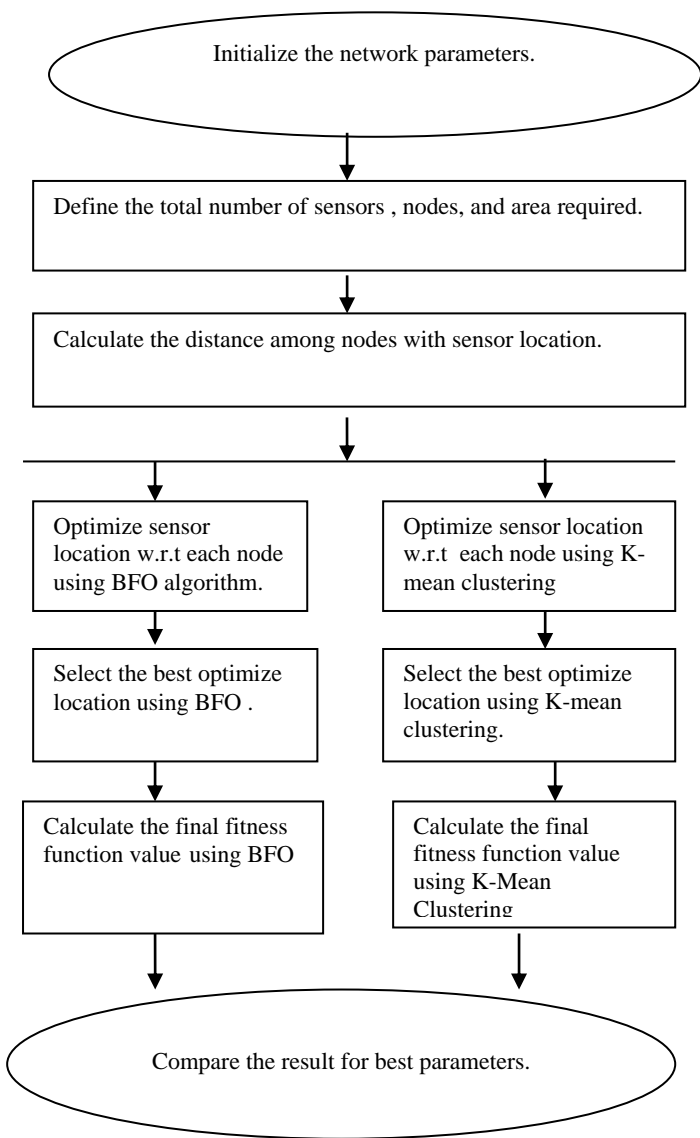 Initialize the network parameters.
Define the total number of sensors , nodes, and area required.
Calculate the distance among nodes with sensor location.
Optimize sensor
location w.r.t each node
using BFO algorithm.
Optimize sensor location
w.r.t  each node using K-
mean clustering
Select the best optimize
location using BFO .
Select the best optimize
location using K-mean
clustering.
Calculate the final fitness
function value using BFO
Calculate the final
fitness function value
using K-Mean
Clustering
Compare the result for best parameters.